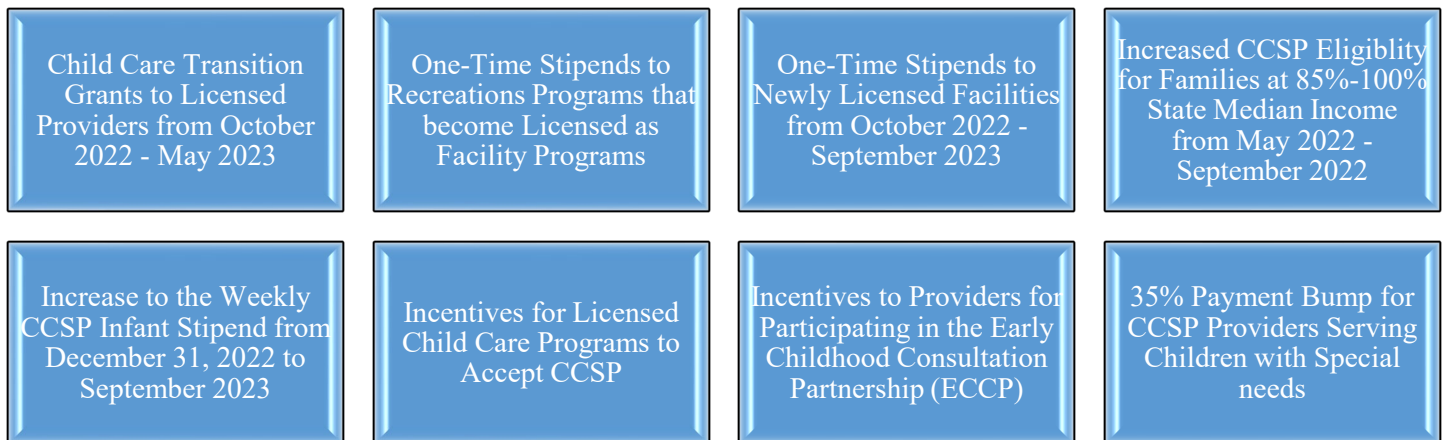 Child Care Transition
Grants to Licensed
Providers from October
2022 - May 2023
One-Time Stipends to
Recreations Programs that
become Licensed as
Facility Programs
One-Time Stipends to
Newly Licensed Facilities
from October 2022 -
September 2023
Increased CCSP Eligiblity
for Families at 85%-100%
State Median Income
from May 2022 -
September 2022
Increase to the Weekly
CCSP Infant Stipend from
December 31, 2022 to
September 2023
Incentives for Licensed
Child Care Programs to
Accept CCSP
Incentives to Providers for
Participating in the Early
Childhood Consultation
Partnership (ECCP)
35% Payment Bump for
CCSP Providers Serving
Children with Special
needs